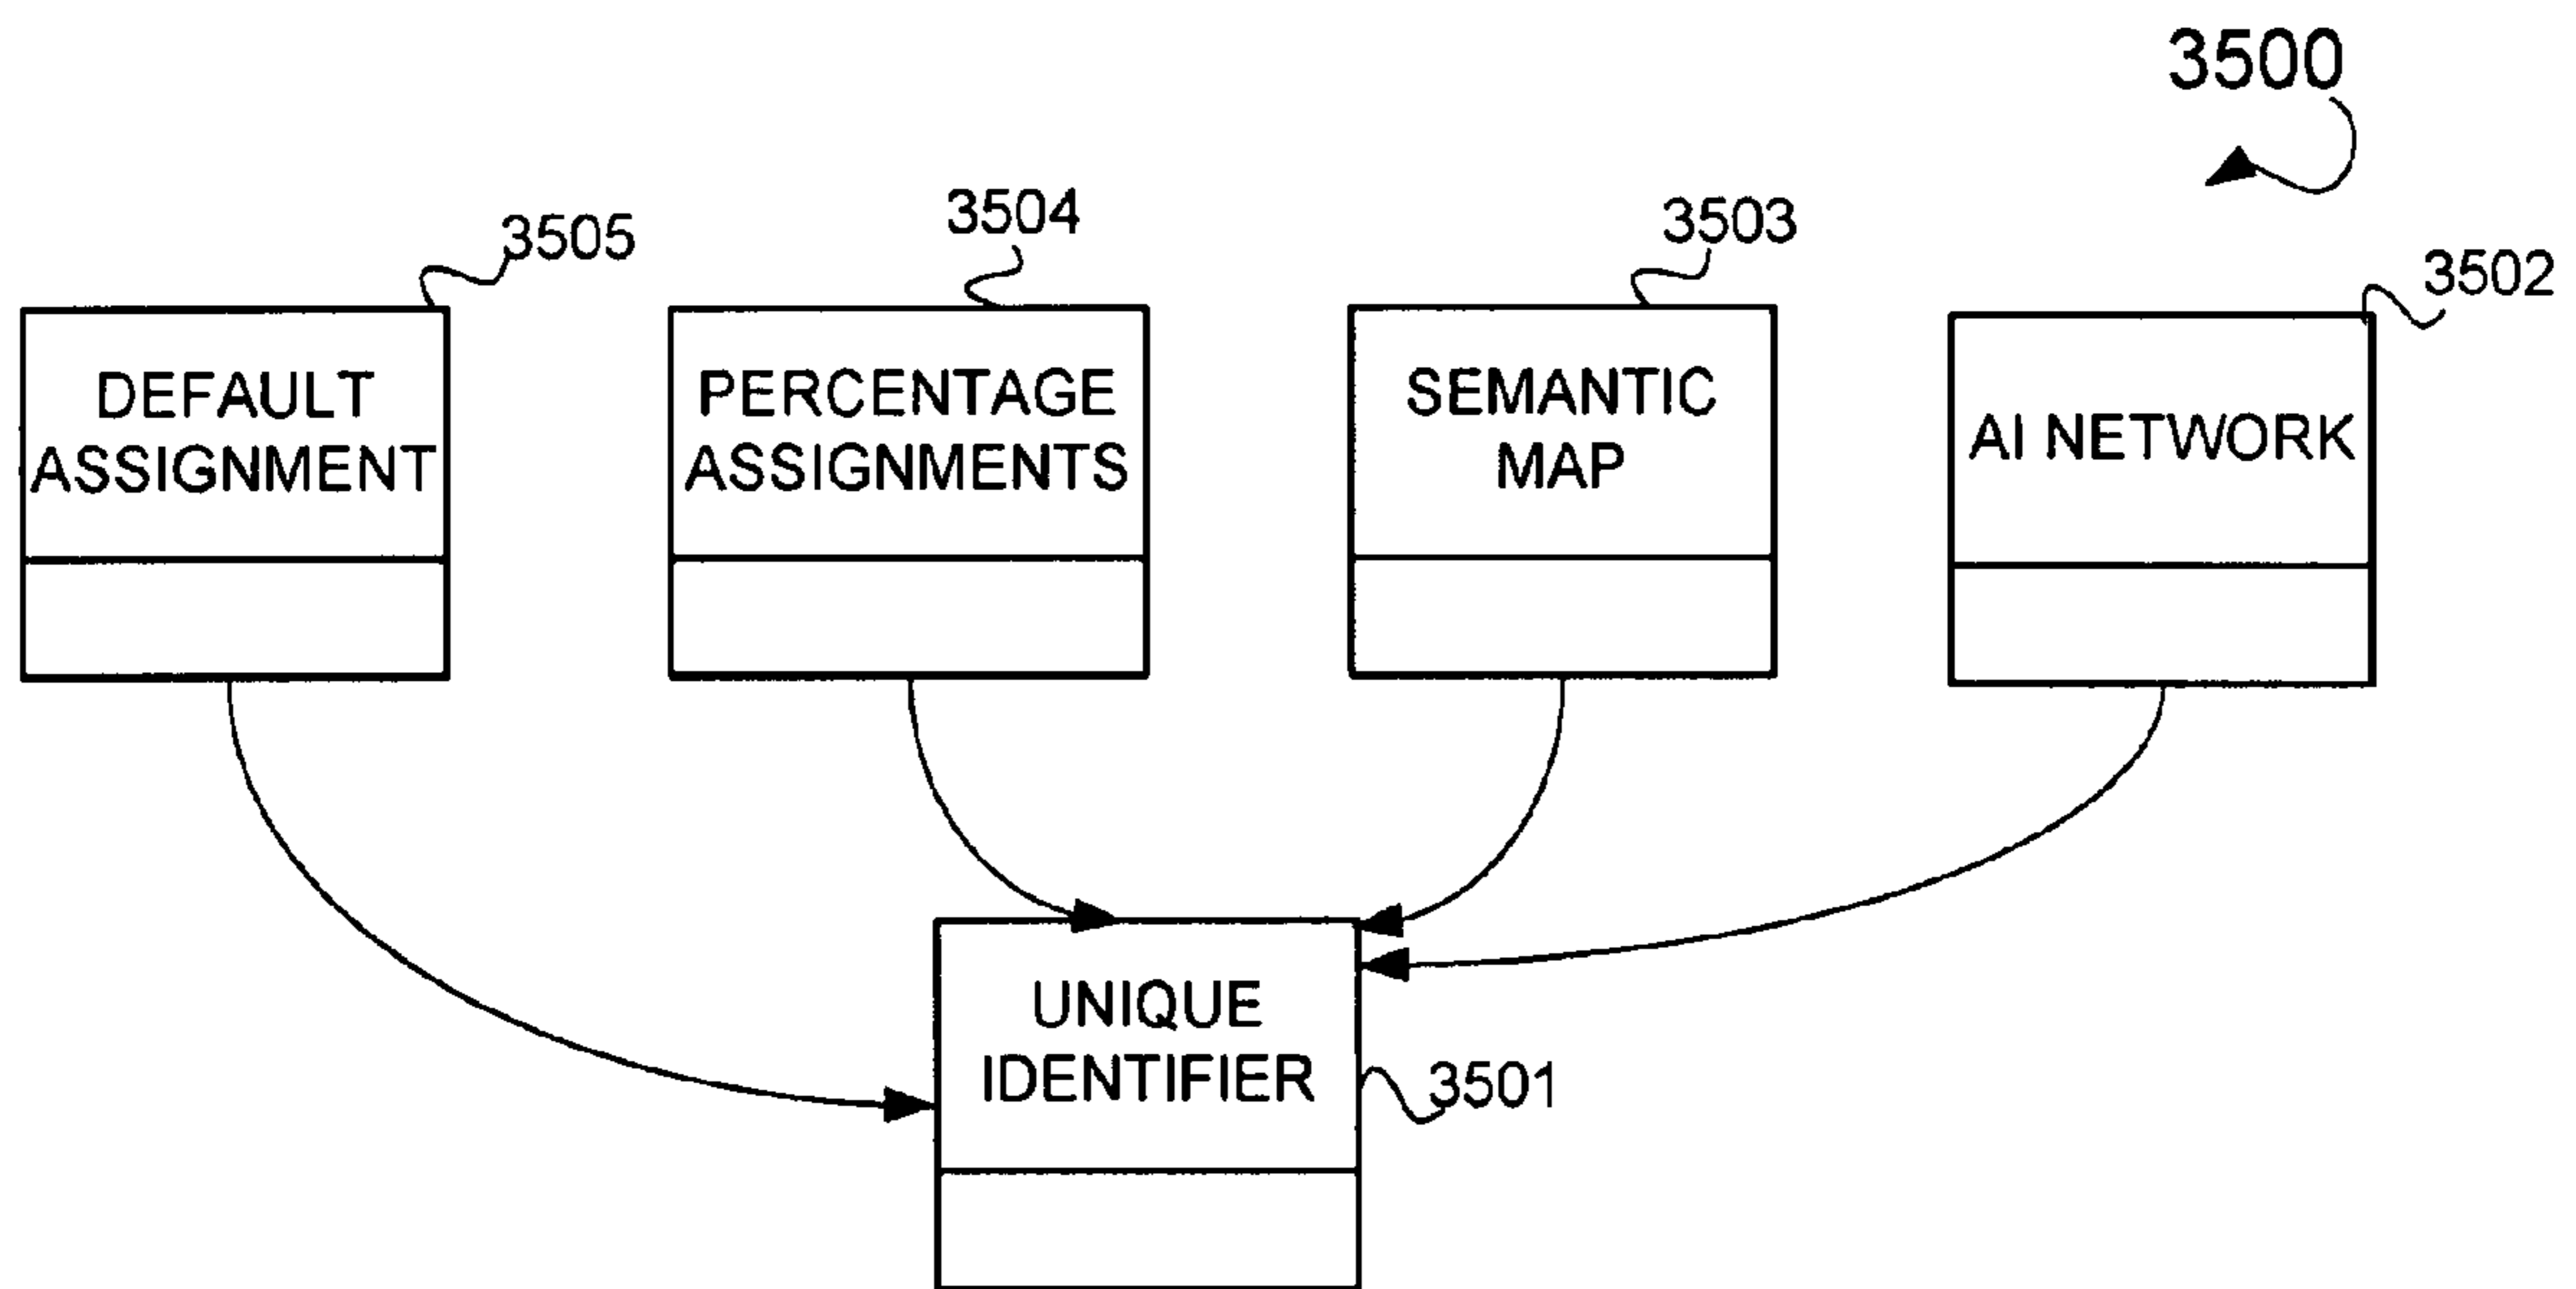 3500
3505
3504
3503
3502
DEFAULT
ASSIGNMENT
PERCENTAGE
ASSIGNMENTS
SEMANTIC
MAP
AI NETWORK
UNIQUE
IDENTIFIER
3501